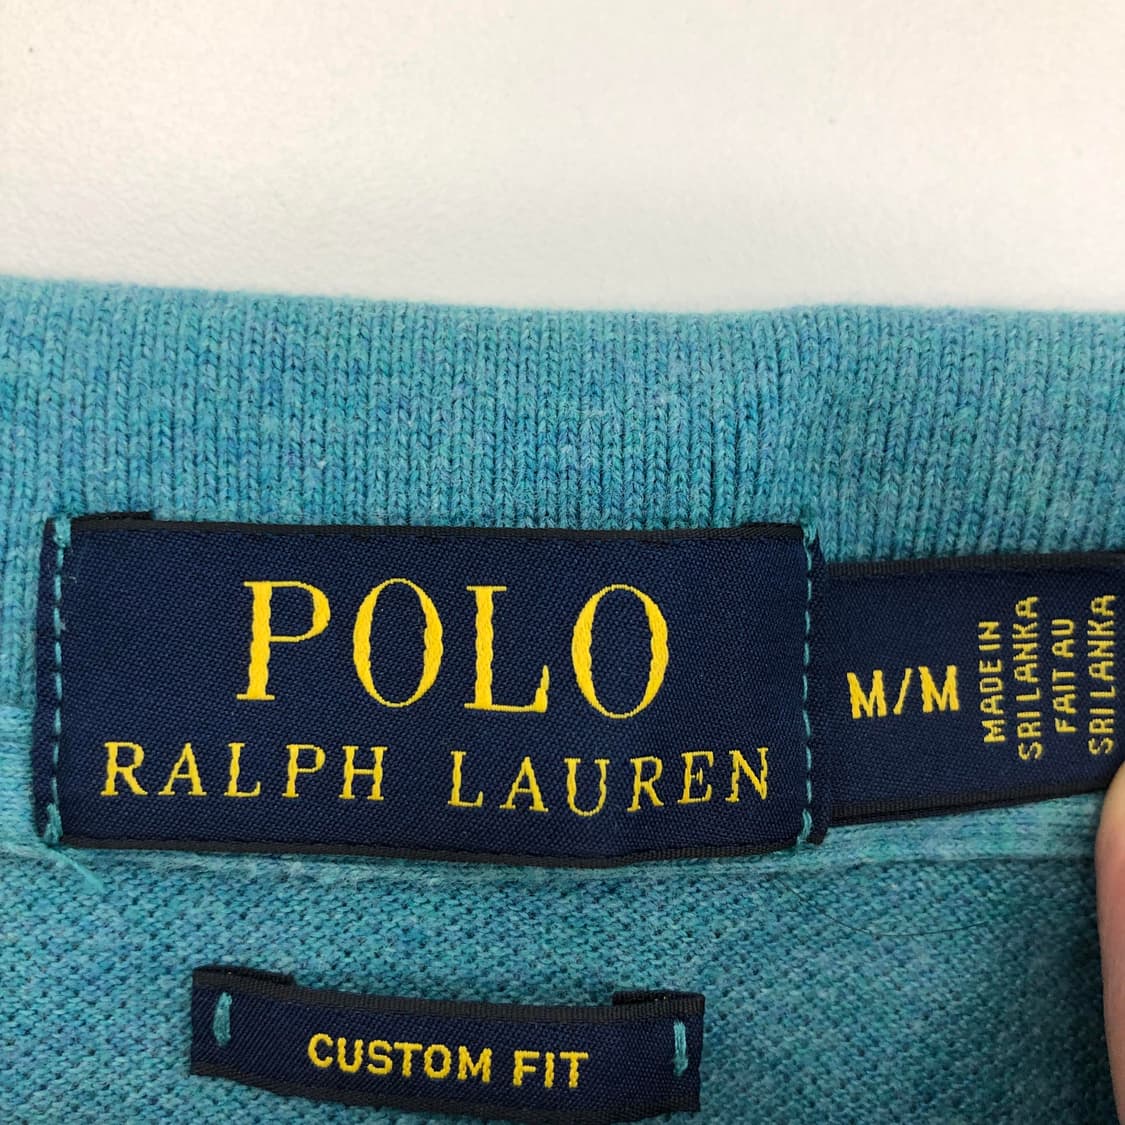 POLO
RALPH LAUREN
M/M
MADE IN
SRI LANKA
FAIT AU
SRI LANKA
CUSTOM FIT